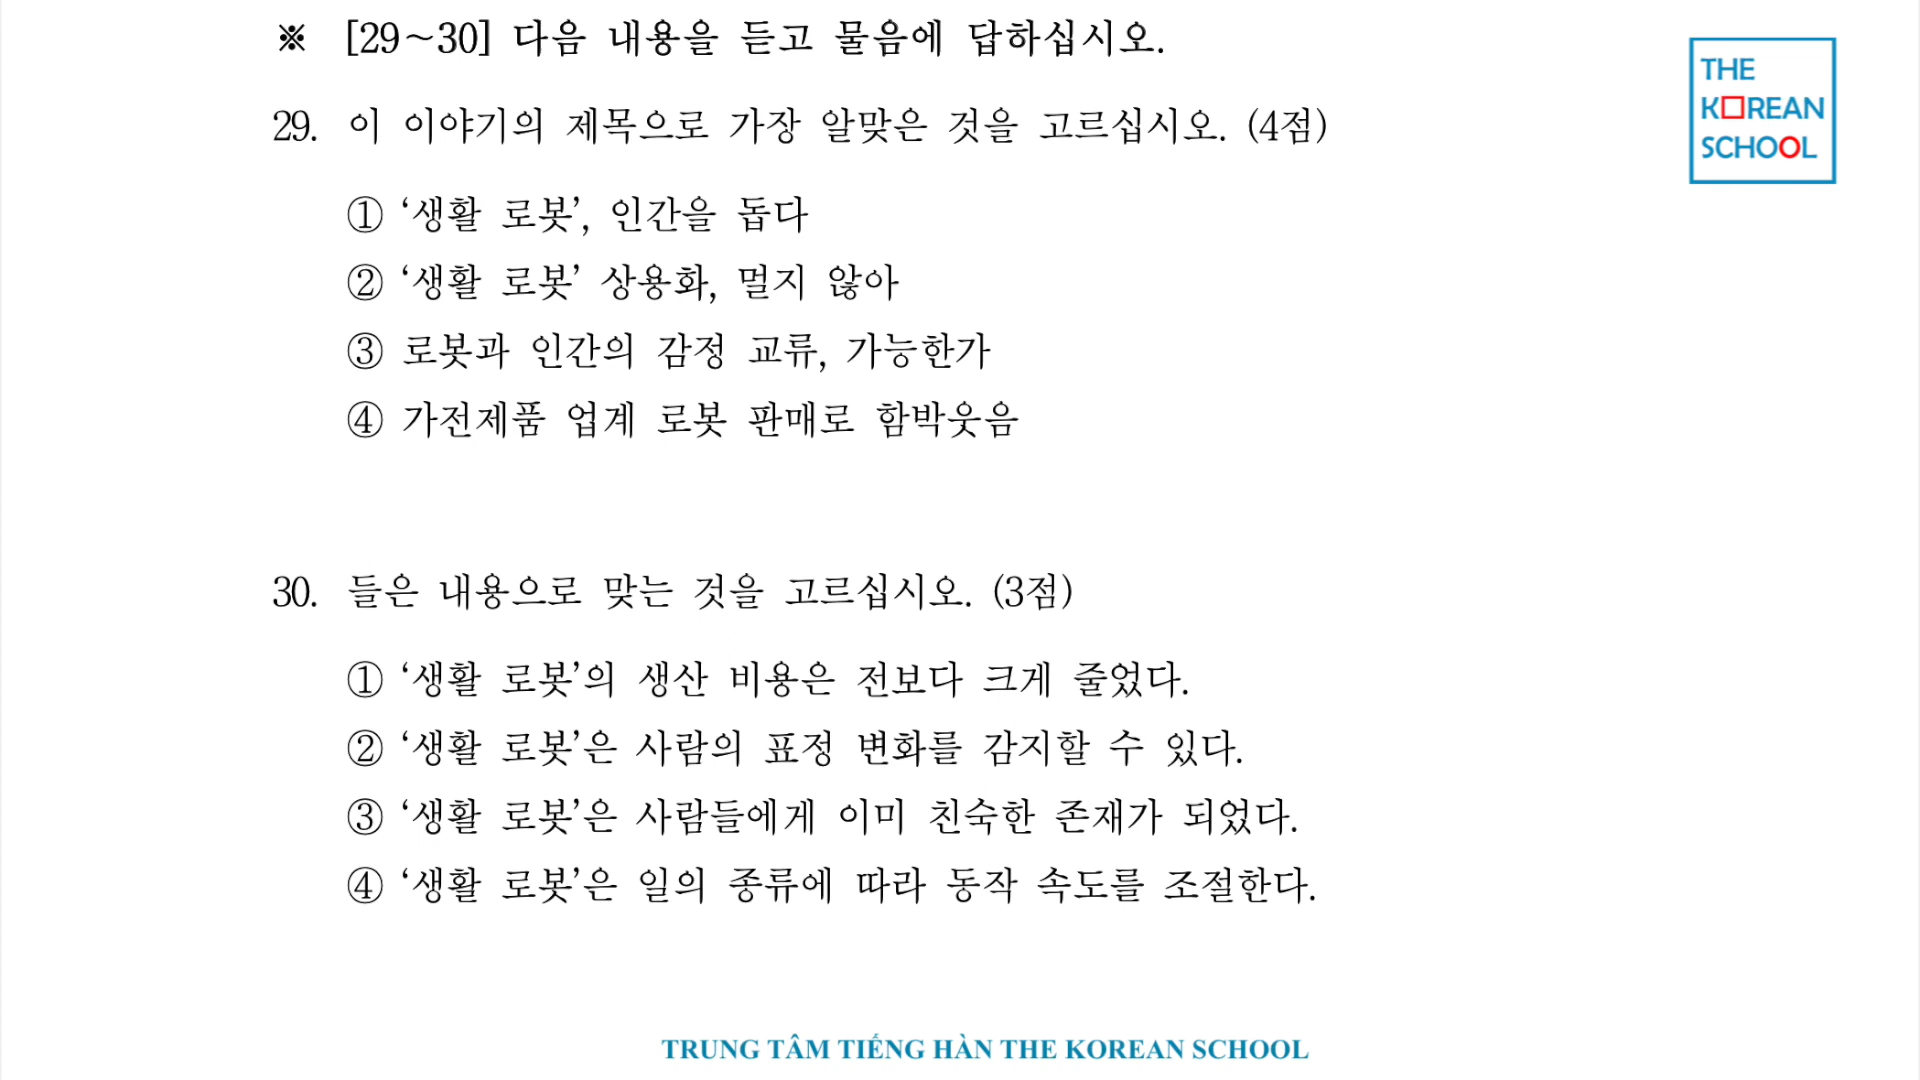 ※ [29～30] 다음 내용을 듣고 물음에 답하십시오.
THE
KOREAN
SCHOOL
29. 이 이야기의 제목으로 가장 알맞은 것을 고르십시오. (4점)
① ‘생활 로봇’, 인간을 돕다
② ‘생활 로봇’ 상용화, 멀지 않아
③ 로봇과 인간의 감정 교류, 가능한가
④ 가전제품 업계 로봇 판매로 함박웃음
30. 들은 내용으로 맞는 것을 고르십시오. (3점)
① ‘생활 로봇’의 생산 비용은 전보다 크게 줄었다.
② ‘생활 로봇’은 사람의 표정 변화를 감지할 수 있다.
③ ‘생활 로봇’은 사람들에게 이미 친숙한 존재가 되었다.
④ ‘생활 로봇’은 일의 종류에 따라 동작 속도를 조절한다.
TRUNG TÂM TIẾNG HÀN THE KOREAN SCHOOL